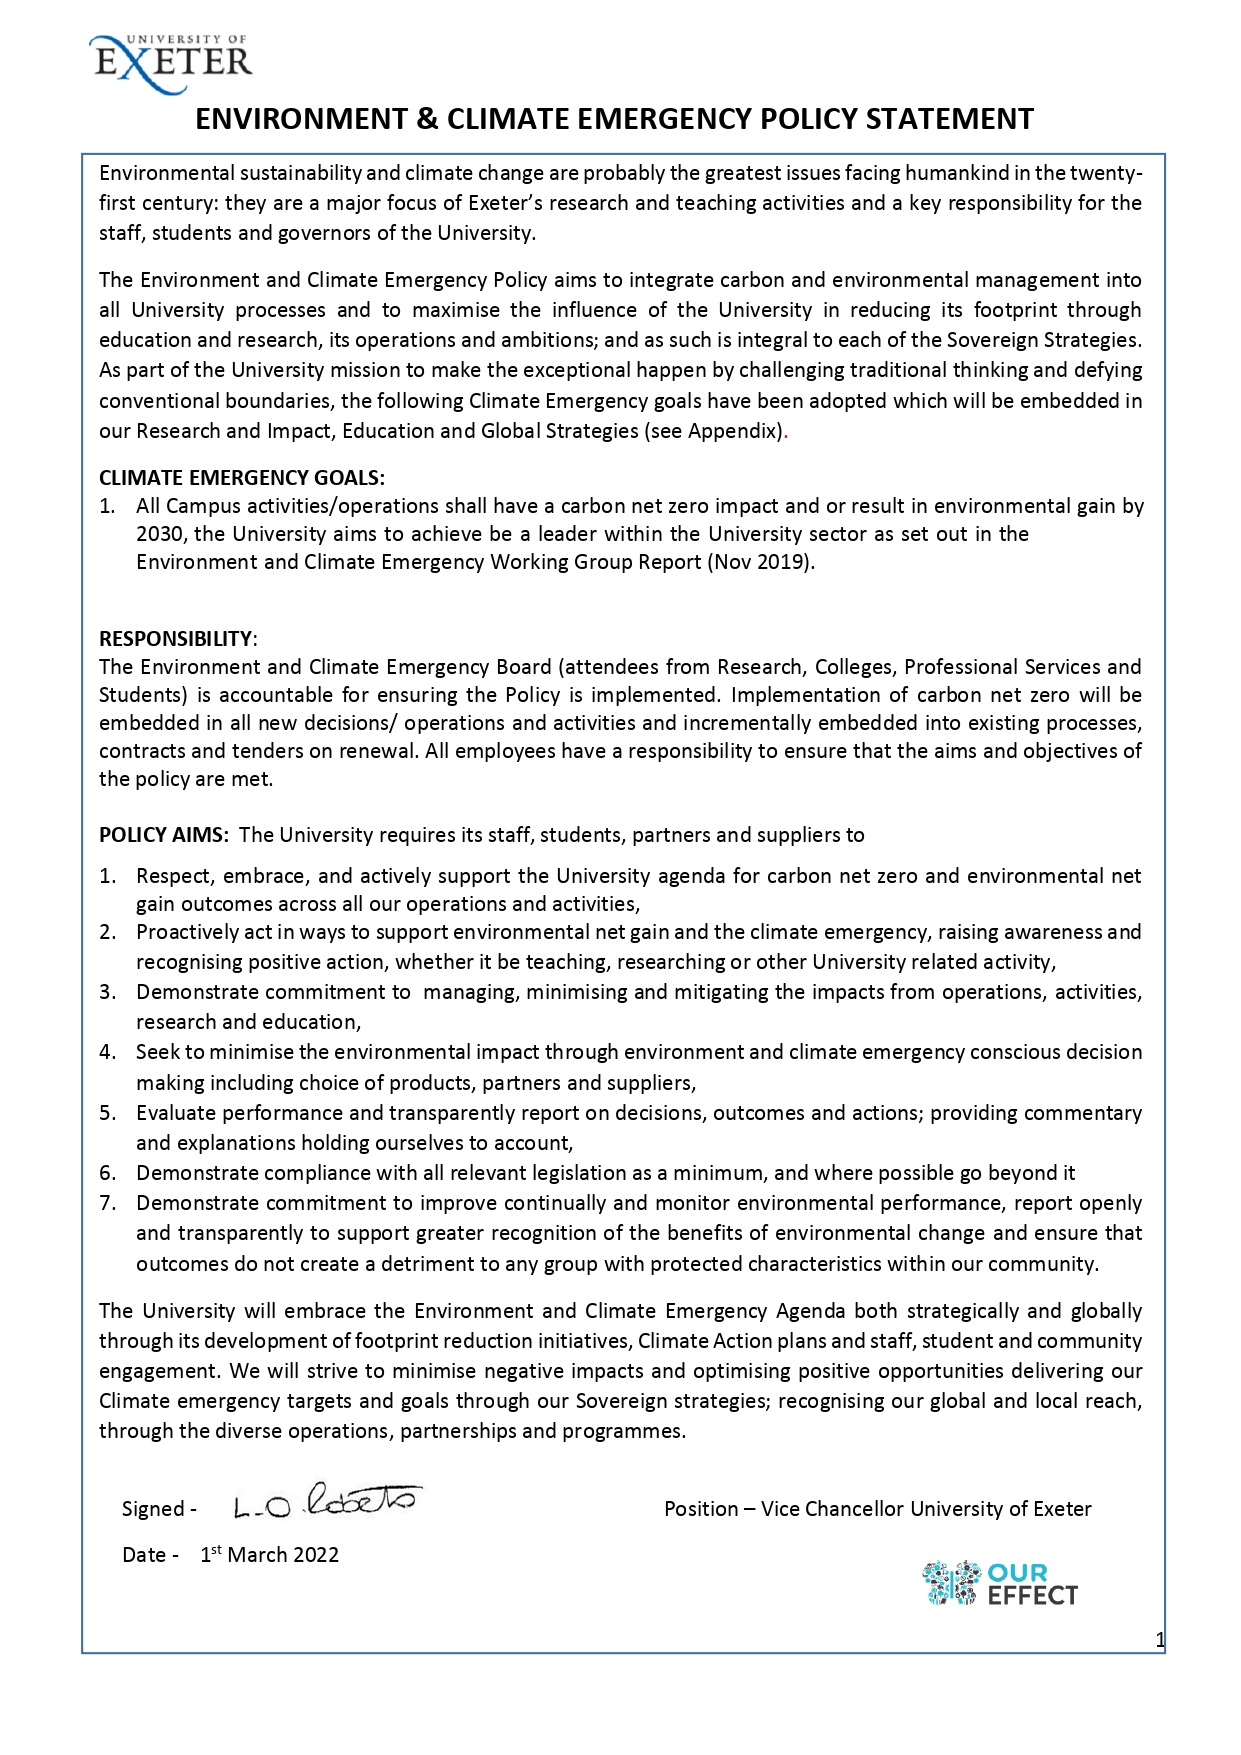 UNIVERSITY OF
EXETER
ENVIRONMENT & CLIMATE EMERGENCY POLICY STATEMENT
Environmental sustainability and climate change are probably the greatest issues facing humankind in the twenty-
first century: they are a major focus of Exeter’s research and teaching activities and a key responsibility for the
staff, students and governors of the University.
The Environment and Climate Emergency Policy aims to integrate carbon and environmental management into
all University processes and to maximise the influence of the University in reducing its footprint through
education and research, its operations and ambitions; and as such is integral to each of the Sovereign Strategies.
As part of the University mission to make the exceptional happen by challenging traditional thinking and defying
conventional boundaries, the following Climate Emergency goals have been adopted which will be embedded in
our Research and Impact, Education and Global Strategies (see Appendix).
CLIMATE EMERGENCY GOALS:
1. All Campus activities/operations shall have a carbon net zero impact and or result in environmental gain by
2030, the University aims to achieve be a leader within the University sector as set out in the
Environment and Climate Emergency Working Group Report (Nov 2019).
RESPONSIBILITY:
The Environment and Climate Emergency Board (attendees from Research, Colleges, Professional Services and
Students) is accountable for ensuring the Policy is implemented. Implementation of carbon net zero will be
embedded in all new decisions/ operations and activities and incrementally embedded into existing processes,
contracts and tenders on renewal. All employees have a responsibility to ensure that the aims and objectives of
the policy are met.
POLICY AIMS: The University requires its staff, students, partners and suppliers to
1. Respect, embrace, and actively support the University agenda for carbon net zero and environmental net
gain outcomes across all our operations and activities,
2. Proactively act in ways to support environmental net gain and the climate emergency, raising awareness and
recognising positive action, whether it be teaching, researching or other University related activity,
3. Demonstrate commitment to managing, minimising and mitigating the impacts from operations, activities,
research and education,
4. Seek to minimise the environmental impact through environment and climate emergency conscious decision
making including choice of products, partners and suppliers,
5. Evaluate performance and transparently report on decisions, outcomes and actions; providing commentary
and explanations holding ourselves to account,
6. Demonstrate compliance with all relevant legislation as a minimum, and where possible go beyond it
7. Demonstrate commitment to improve continually and monitor environmental performance, report openly
and transparently to support greater recognition of the benefits of environmental change and ensure that
outcomes do not create a detriment to any group with protected characteristics within our community.
The University will embrace the Environment and Climate Emergency Agenda both strategically and globally
through its development of footprint reduction initiatives, Climate Action plans and staff, student and community
engagement. We will strive to minimise negative impacts and optimising positive opportunities delivering our
Climate emergency targets and goals through our Sovereign strategies; recognising our global and local reach,
through the diverse operations, partnerships and programmes.
Signed - L-O Roberts Position – Vice Chancellor University of Exeter
Date - 1st March 2022
OUR
EFFECT
1